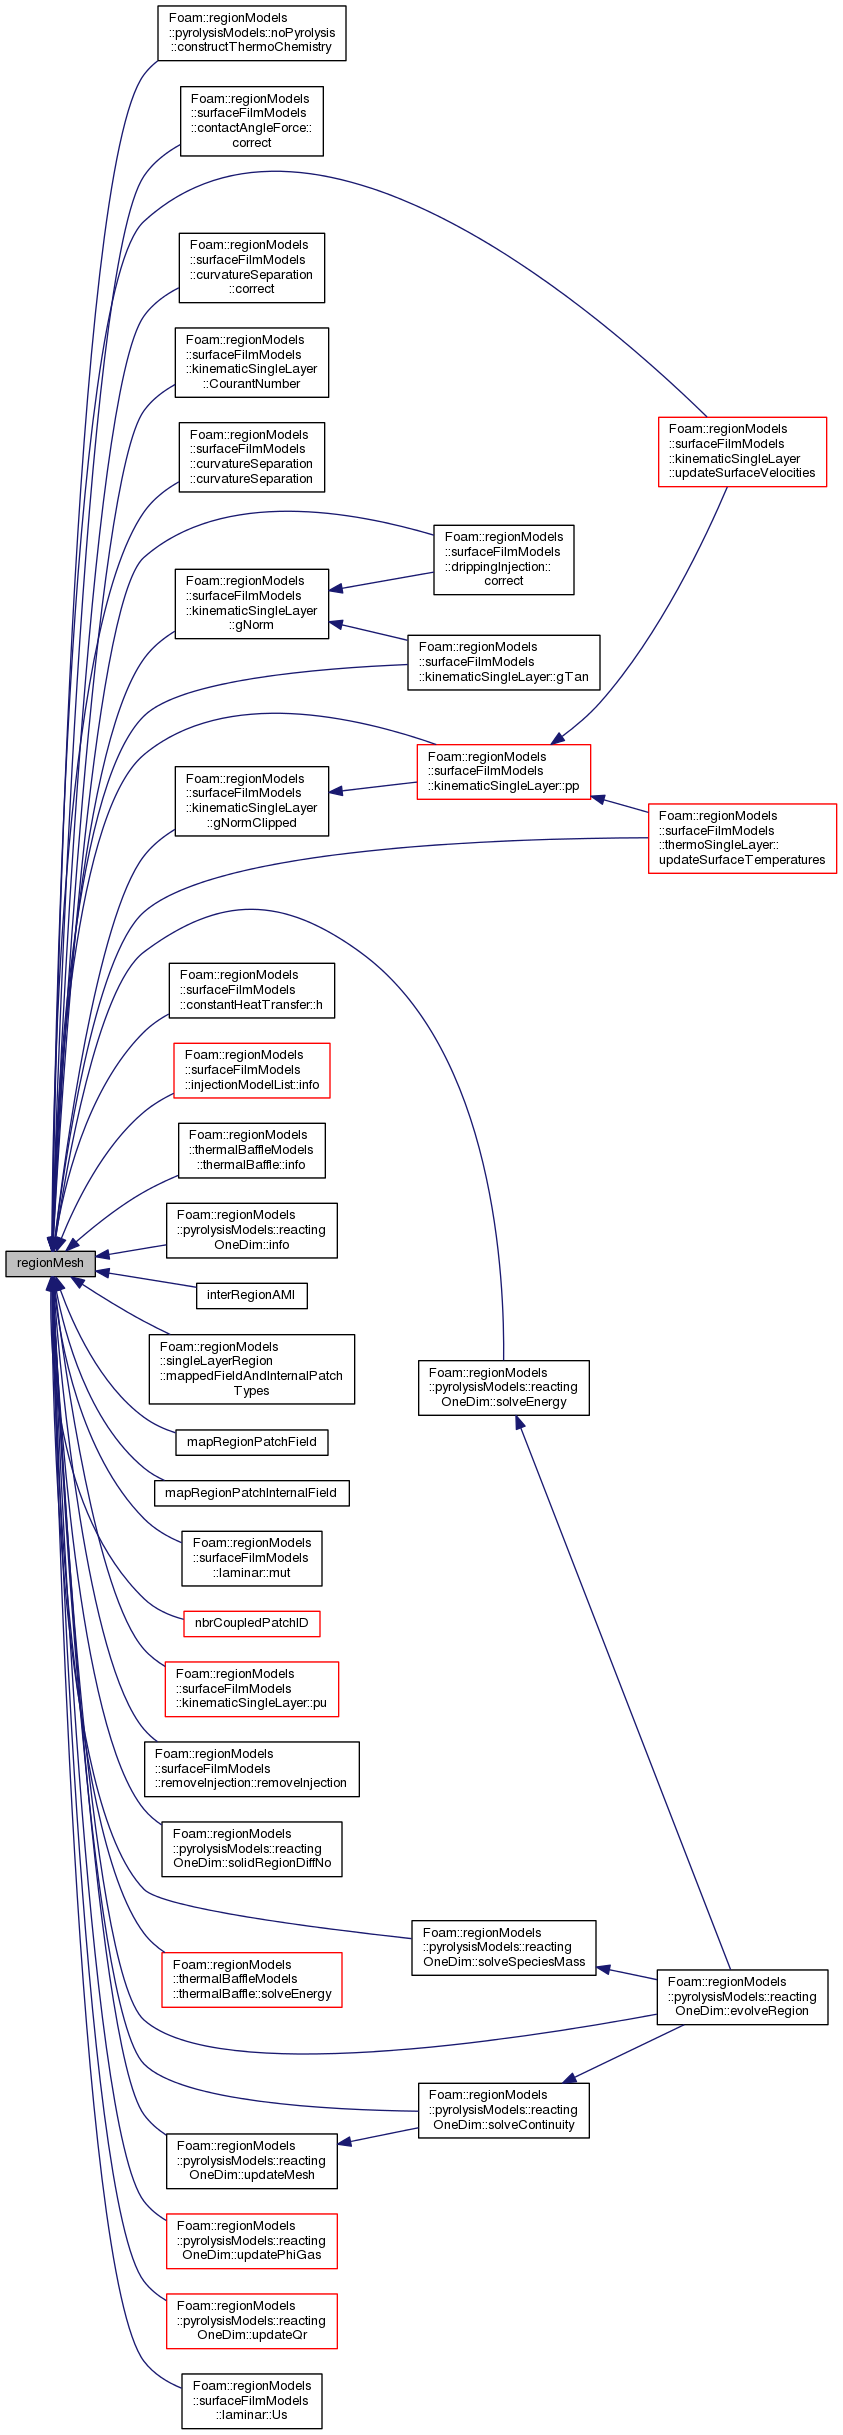 Foam::regionModels
::pyrolysisModels::noPyrolysis
::constructThermoChemistry
Foam::regionModels
::surfaceFilmModels
::contactAngleForce::
correct
Foam::regionModels
::surfaceFilmModels
::curvatureSeparation
::correct
Foam::regionModels
::surfaceFilmModels
::kinematicSingleLayer
::CourantNumber
Foam::regionModels
::surfaceFilmModels
::kinematicSingleLayer
::updateSurfaceVelocities
Foam::regionModels
::surfaceFilmModels
::curvatureSeparation
::curvatureSeparation
Foam::regionModels
::surfaceFilmModels
::drippingInjection::
correct
Foam::regionModels
::surfaceFilmModels
::kinematicSingleLayer
::gNorm
Foam::regionModels
::surfaceFilmModels
::kinematicSingleLayer::gTan
Foam::regionModels
::surfaceFilmModels
::kinematicSingleLayer::pp
Foam::regionModels
::surfaceFilmModels
::kinematicSingleLayer
::gNormClipped
Foam::regionModels
::surfaceFilmModels
::thermoSingleLayer::
updateSurfaceTemperatures
Foam::regionModels
::surfaceFilmModels
::constantHeatTransfer::h
Foam::regionModels
::surfaceFilmModels
::injectionModelList::info
Foam::regionModels
::thermalBaffleModels
::thermalBaffle::info
Foam::regionModels
::pyrolysisModels::reacting
OneDim::info
regionMesh
interRegionAMI
Foam::regionModels
::singleLayerRegion
::mappedFieldAndInternalPatch
Types
Foam::regionModels
::pyrolysisModels::reacting
OneDim::solveEnergy
mapRegionPatchField
mapRegionPatchInternalField
Foam::regionModels
::surfaceFilmModels
::laminar::mut
nbrCoupledPatchID
Foam::regionModels
::surfaceFilmModels
::kinematicSingleLayer::pu
Foam::regionModels
::surfaceFilmModels
::removeInjection::removeInjection
Foam::regionModels
::pyrolysisModels::reacting
OneDim::solidRegionDiffNo
Foam::regionModels
::pyrolysisModels::reacting
OneDim::solveSpeciesMass
Foam::regionModels
::thermalBaffleModels
::thermalBaffle::solveEnergy
Foam::regionModels
::pyrolysisModels::reacting
OneDim::evolveRegion
Foam::regionModels
::pyrolysisModels::reacting
OneDim::solveContinuity
Foam::regionModels
::pyrolysisModels::reacting
OneDim::updateMesh
Foam::regionModels
::pyrolysisModels::reacting
OneDim::updatePhiGas
Foam::regionModels
::pyrolysisModels::reacting
OneDim::updateQr
Foam::regionModels
::surfaceFilmModels
::laminar::Us